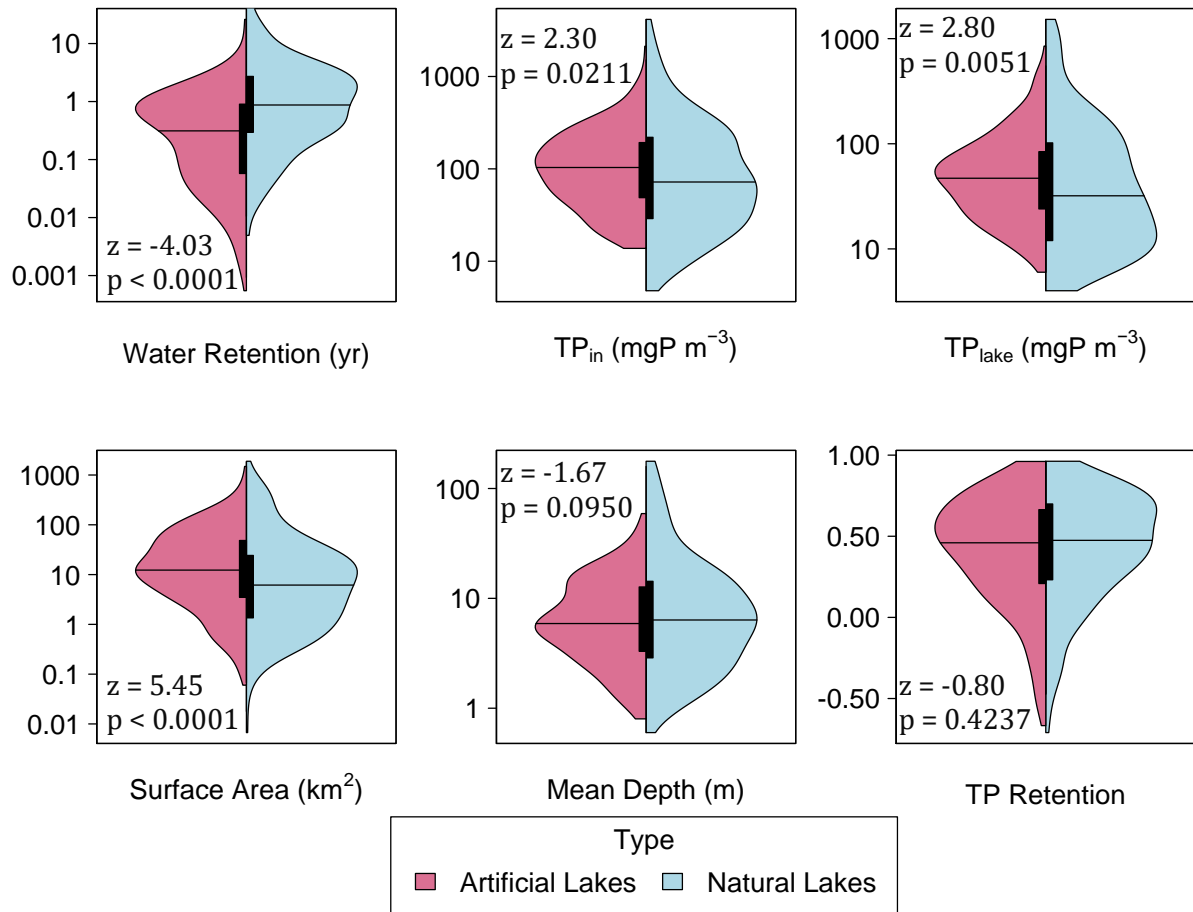 10
1
0.1
0.01
0.001
z = -4.03
p < 0.0001
Water Retention (yr)
1000
100
10
z = 2.30
p = 0.0211
TPin (mgP m−3)
1000
100
10
z = 2.80
p = 0.0051
TPlake (mgP m−3)
1000
100
10
1
0.1
0.01
z = 5.45
p < 0.0001
Surface Area (km2)
100
10
1
z = -1.67
p = 0.0950
Mean Depth (m)
1.00
0.50
0.00
-0.50
z = -0.80
p = 0.4237
TP Retention
Type
Artificial Lakes Natural Lakes